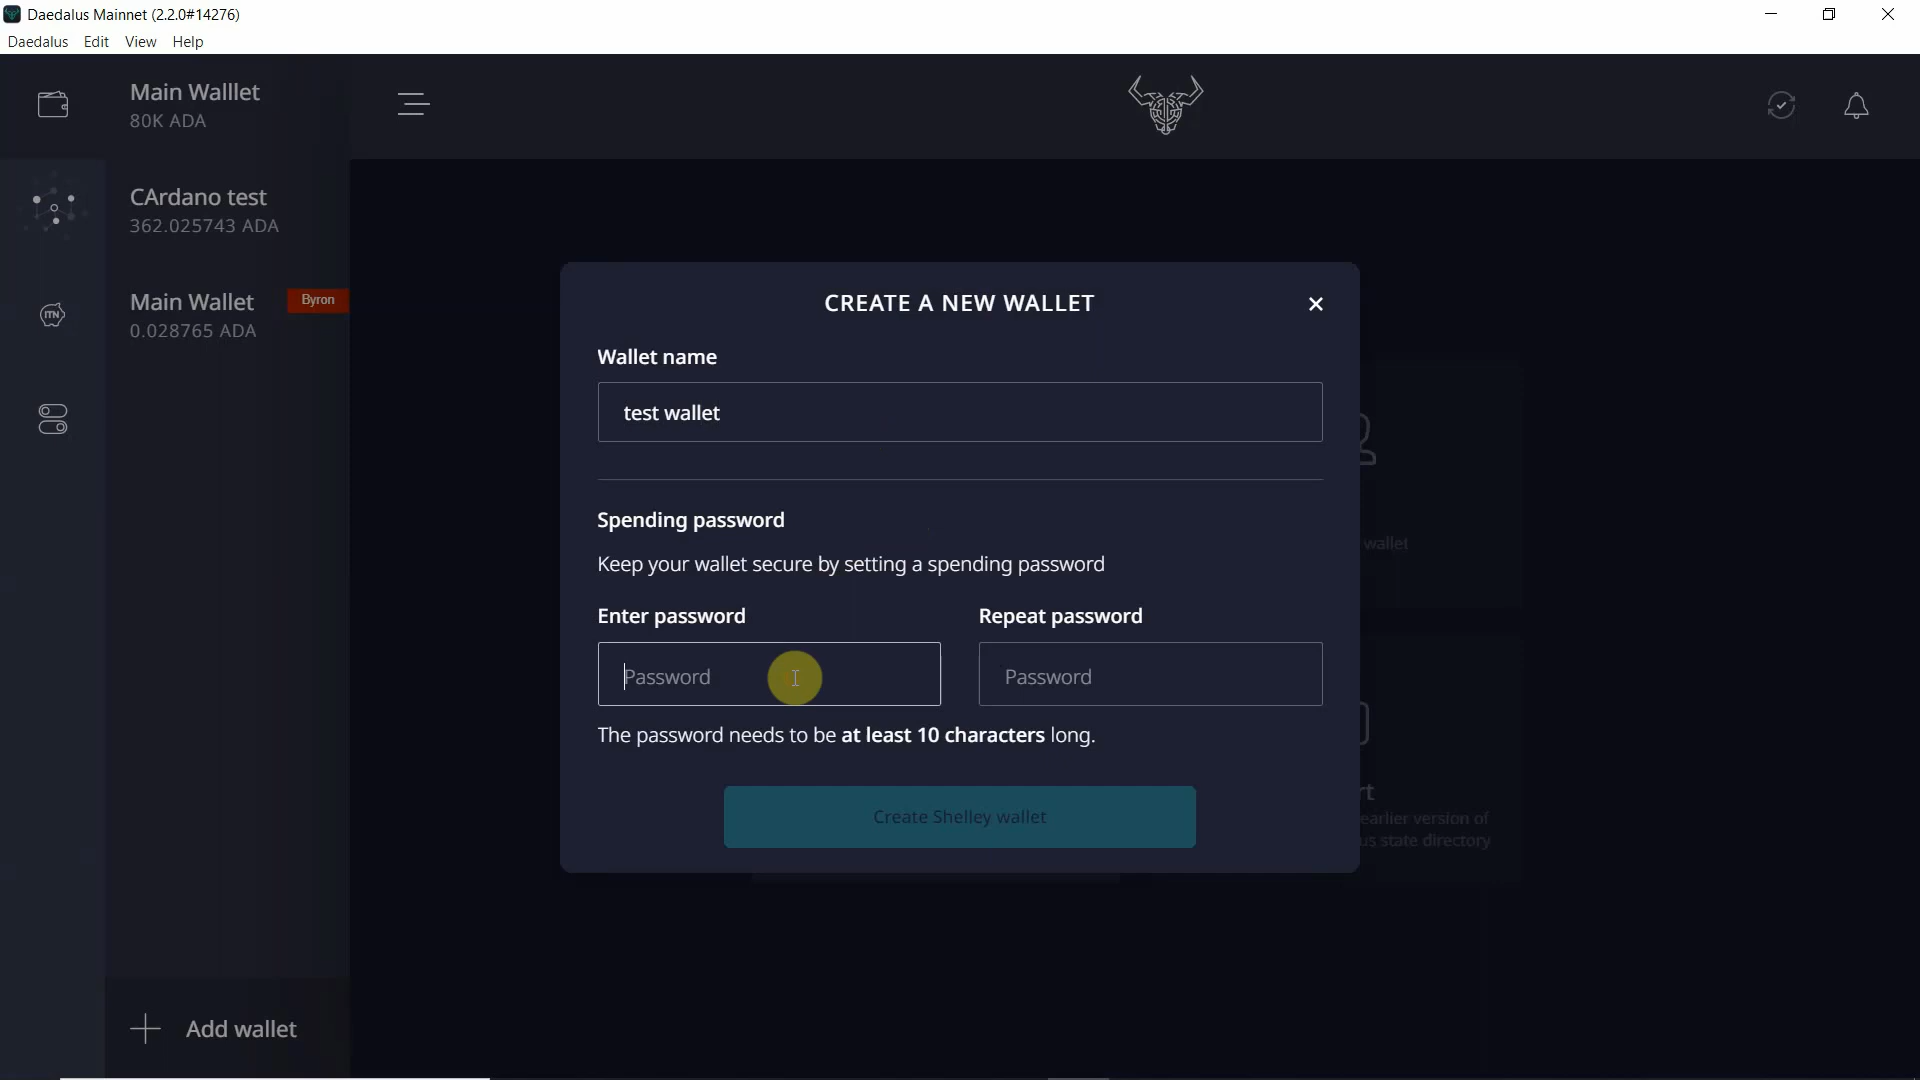 Daedalus Mainnet (2.2.0#14276)
Daedalus Edit View Help
Main Walllet
80K ADA
CArdano test
362.025743 ADA
Main Wallet
Byron
0.028765 ADA
ITN
Add wallet
CREATE A NEW WALLET
Wallet name
test wallet
Spending password
Keep your wallet secure by setting a spending password
Enter password
Repeat password
Password
Password
The password needs to be at least 10 characters long.
Create Shelley wallet
wallet
rt
earlier version of
us state directory